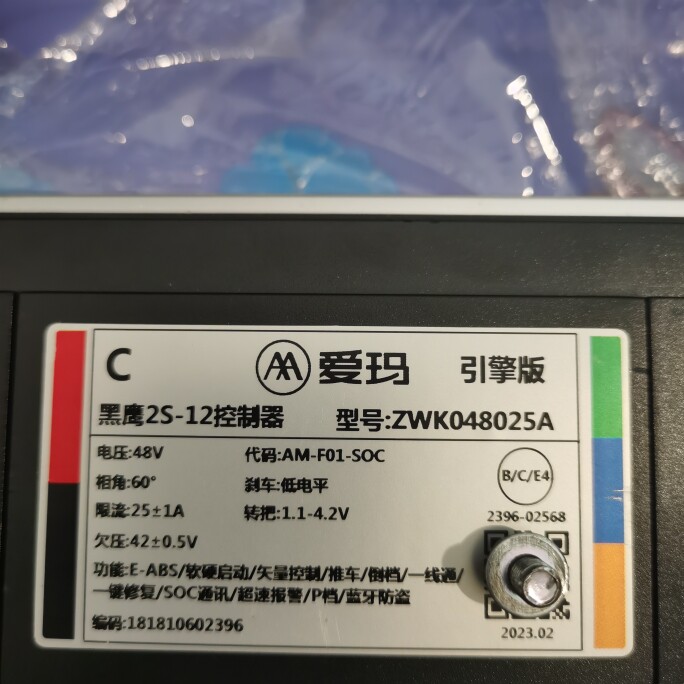 C 爱玛 引擎版
黑鹰2S-12控制器 型号:ZWK048025A
电压:48V 代码:AM-F01-SOC
相角:60° 刹车:低电平
B/C/E4
限流:25±1A 转把:1.1-4.2V
2396-02568
欠压:42±0.5V
功能:E-ABS/软硬启动/矢量控制/推车/倒档/一线通/
一键修复/SOC通讯/超速报警/P档/蓝牙防盗
编码:181810602396
2023.02